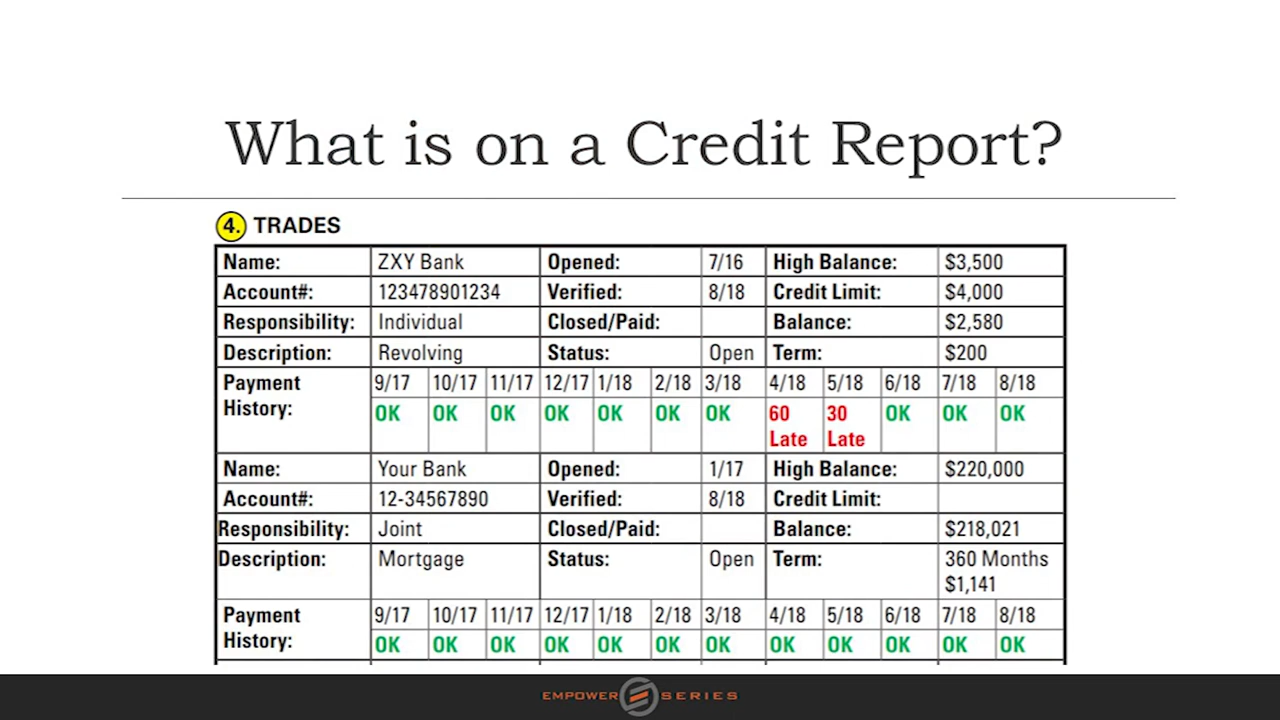 What is on a Credit Report?
4. TRADES
Name: ZXY Bank Opened: 7/16 High Balance: $3,500
Account#: 123478901234 Verified: 8/18 Credit Limit: $4,000
Responsibility: Individual Closed/Paid: Balance: $2,580
Description: Revolving Status: Open Term: $200
Payment 9/17 10/17 11/17 12/17 1/18 2/18 3/18 4/18 5/18 6/18 7/18 8/18
History: OK OK OK OK OK OK OK 60 30 OK OK OK
Late Late
Name: Your Bank Opened: 1/17 High Balance: $220,000
Account#: 12-34567890 Verified: 8/18 Credit Limit:
Responsibility: Joint Closed/Paid: Balance: $218,021
Description: Mortgage Status: Open Term: 360 Months
$1,141
Payment 9/17 10/17 11/17 12/17 1/18 2/18 3/18 4/18 5/18 6/18 7/18 8/18
History: OK OK OK OK OK OK OK OK OK OK OK OK
EMPOWER SERIES